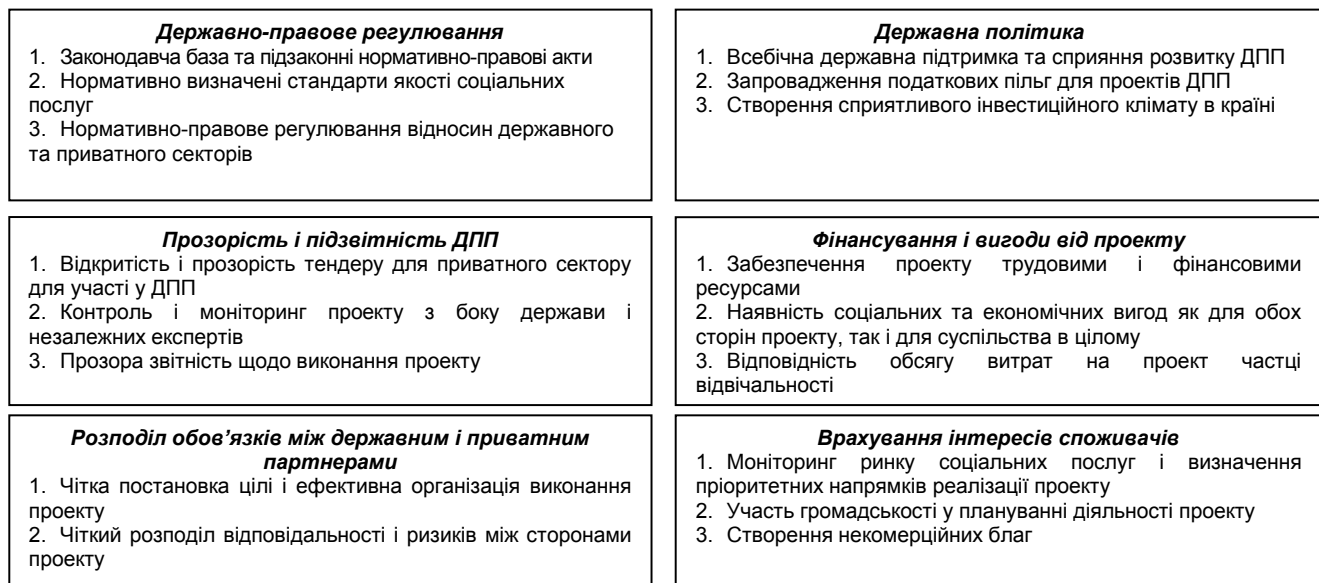 Державно-правове регулювання
1. Законодавча база та підзаконні нормативно-правові акти
2. Нормативно визначені стандарти якості соціальних
послуг
3. Нормативно-правове регулювання відносин державного
та приватного секторів
Державна політика
1. Всебічна державна підтримка та сприяння розвитку ДПП
2. Запровадження податкових пільг для проектів ДПП
3. Створення сприятливого інвестиційного клімату в країні
Прозорість і підзвітність ДПП
1. Відкритість і прозорість тендеру для приватного сектору
для участі у ДПП
2. Контроль і моніторинг проекту з боку держави і
незалежних експертів
3. Прозора звітність щодо виконання проекту
Фінансування і вигоди від проекту
1. Забезпечення проекту трудовими і фінансовими
ресурсами
2. Наявність соціальних та економічних вигод як для обох
сторін проекту, так і для суспільства в цілому
3. Відповідність обсягу витрат на проект частці
відвічальності
Розподіл обов’язків між державним і приватним
партнерами
1. Чітка постановка цілі і ефективна організація виконання
проекту
2. Чіткий розподіл відповідальності і ризиків між сторонами
проекту
Врахування інтересів споживачів
1. Моніторинг ринку соціальних послуг і визначення
пріоритетних напрямків реалізації проекту
2. Участь громадськості у плануванні діяльності проекту
3. Створення некомерційних благ